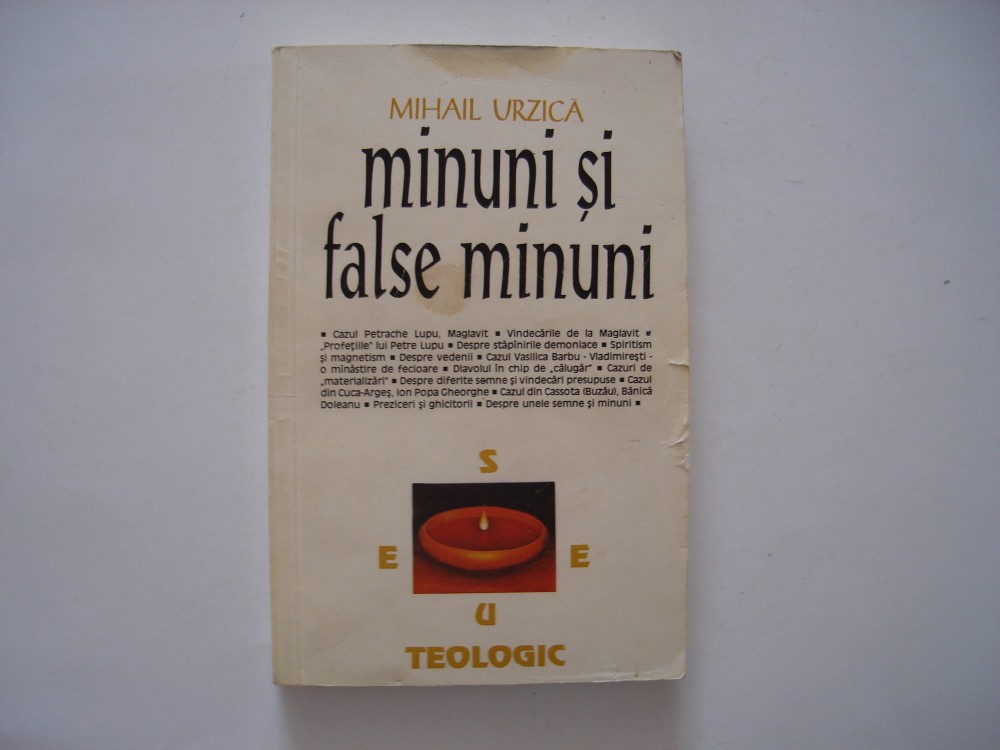 MIHAIL URZICĂ
minuni și
false minuni
▪ Cazul Petrache Lupu, Maglavit ▪ Vindecările de la Maglavit ▪
„Profețiile” lui Petre Lupu ▪ Despre stăpînirile demoniace ▪ Spiritism
și magnetism ▪ Despre vedenii ▪ Cazul Vasilica Barbu - Vladimirești -
o mînăstire de fecioare ▪ Diavolul în chip de „călugăr” ▪ Cazuri de
„materializări” ▪ Despre diferite semne și vindecări presupuse ▪ Cazul
din Cuca-Argeș, Ion Popa Gheorghe ▪ Cazul din Cassota (Buzău), Bănică
Doleanu ▪ Preziceri și ghicitorii ▪ Despre unele semne și minuni ▪
S
E E
U
TEOLOGIC